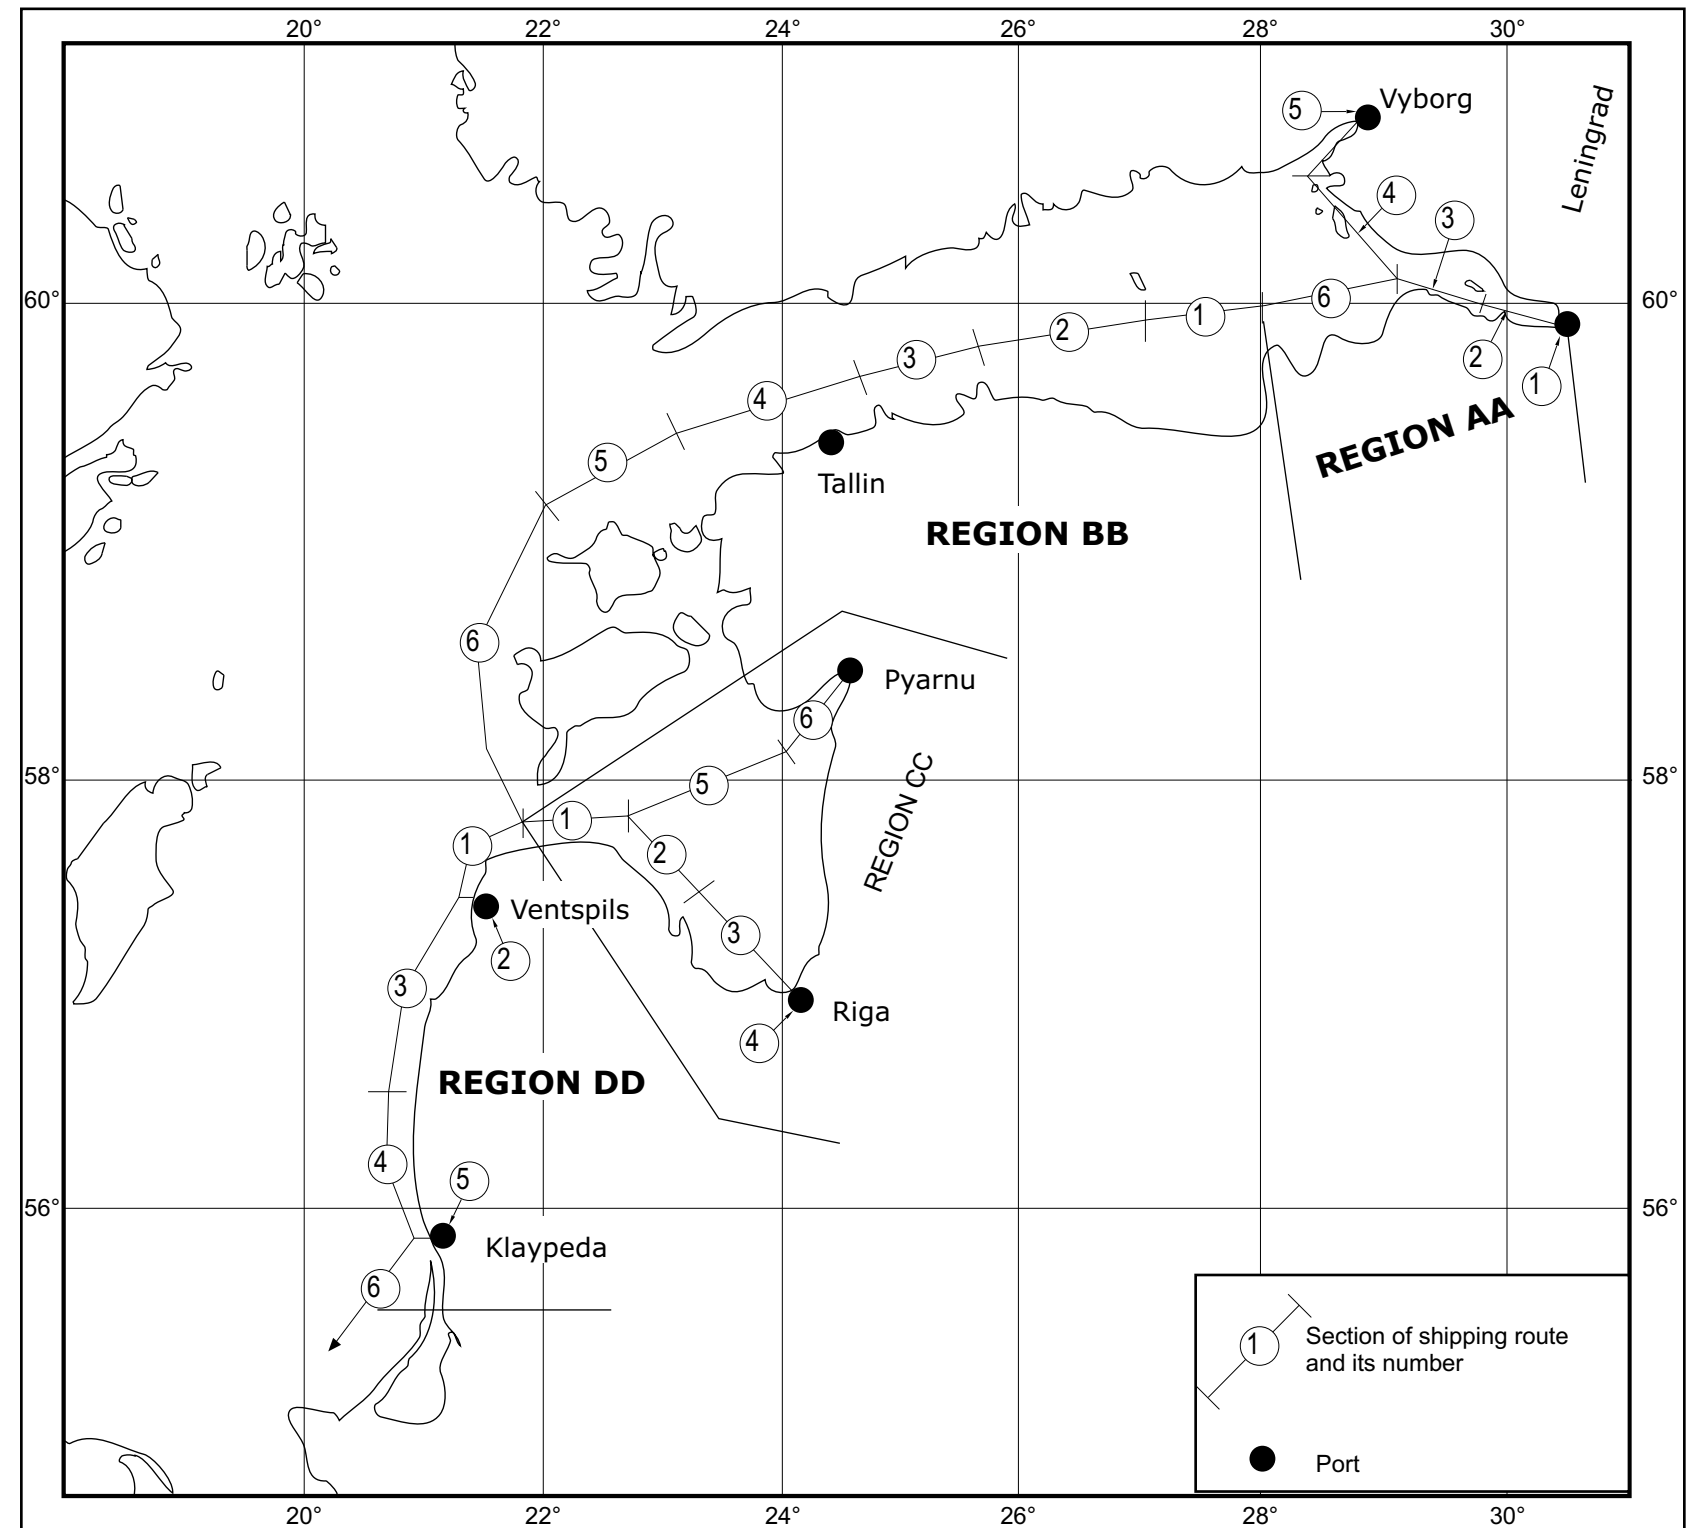 20° 22° 24° 26° 28° 30°
Vyborg
5
Leningrad
4
3
60° 60°
6
1
2
3
2
1
4
REGION AA
5
Tallin
REGION BB
6
Pyarnu
6
58° 58°
5
REGION CC
1
1
2
Ventspils
3
2
3
Riga
4
REGION DD
4
5
56° 56°
Klaypeda
6
1
Section of shipping route
and its number
Port
20° 22° 24° 26° 28° 30°